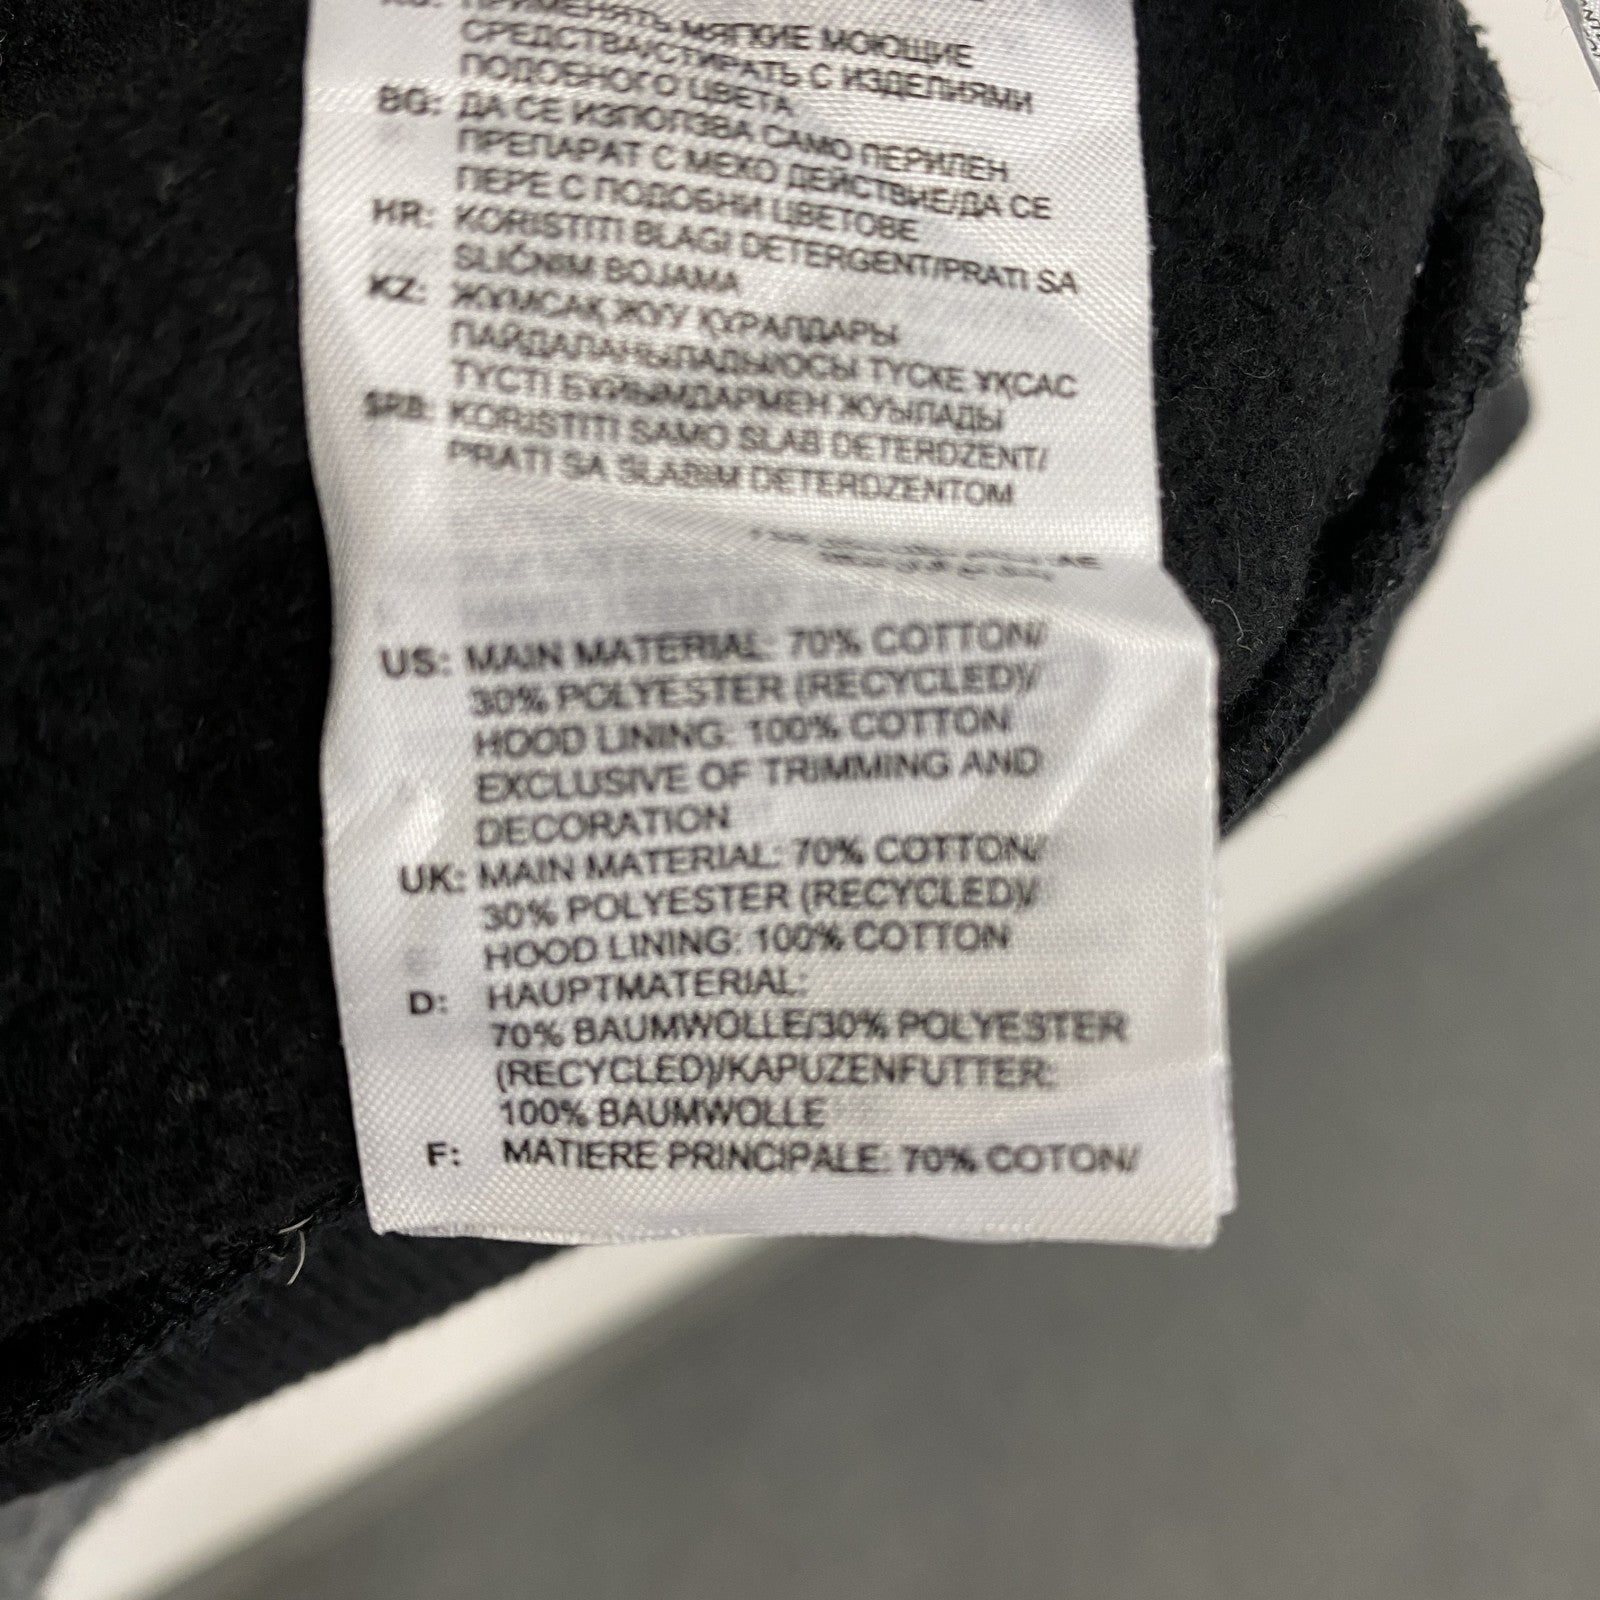 ПРИМЕНЯТЬ МЯГКИЕ МОЮЩИЕ
СРЕДСТВА/СТИРАТЬ С ИЗДЕЛИЯМИ
ПОДОБНОГО ЦВЕТА
BG: ДА СЕ ИЗПОЛЗВА САМО ПЕРИЛЕН
ПРЕПАРАТ С МЕКО ДЕЙСТВИЕ/ДА СЕ
ПЕРЕ С ПОДОБНИ ЦВЕТОВЕ
HR: KORISTITI BLAGI DETERGENT/PRATI SA
SLIČNIM BOJAMA
KZ: ЖҰМСАҚ ЖУУ ҚҰРАЛДАРЫ
ПАЙДАЛАНЫЛАДЫ/ОСЫ ТҮСКЕ ҰҚСАС
ТҮСТІ БҰЙЫМДАРМЕН ЖУЫЛАДЫ
SRB: KORISTITI SAMO SLAB DETERDZENT/
PRATI SA SLABIM DETERDZENTOM
US: MAIN MATERIAL: 70% COTTON/
30% POLYESTER (RECYCLED)/
HOOD LINING: 100% COTTON
EXCLUSIVE OF TRIMMING AND
DECORATION
UK: MAIN MATERIAL: 70% COTTON/
30% POLYESTER (RECYCLED)/
HOOD LINING: 100% COTTON
D: HAUPTMATERIAL:
70% BAUMWOLLE/30% POLYESTER
(RECYCLED)/KAPUZENFUTTER:
100% BAUMWOLLE
F: MATIERE PRINCIPALE: 70% COTON/